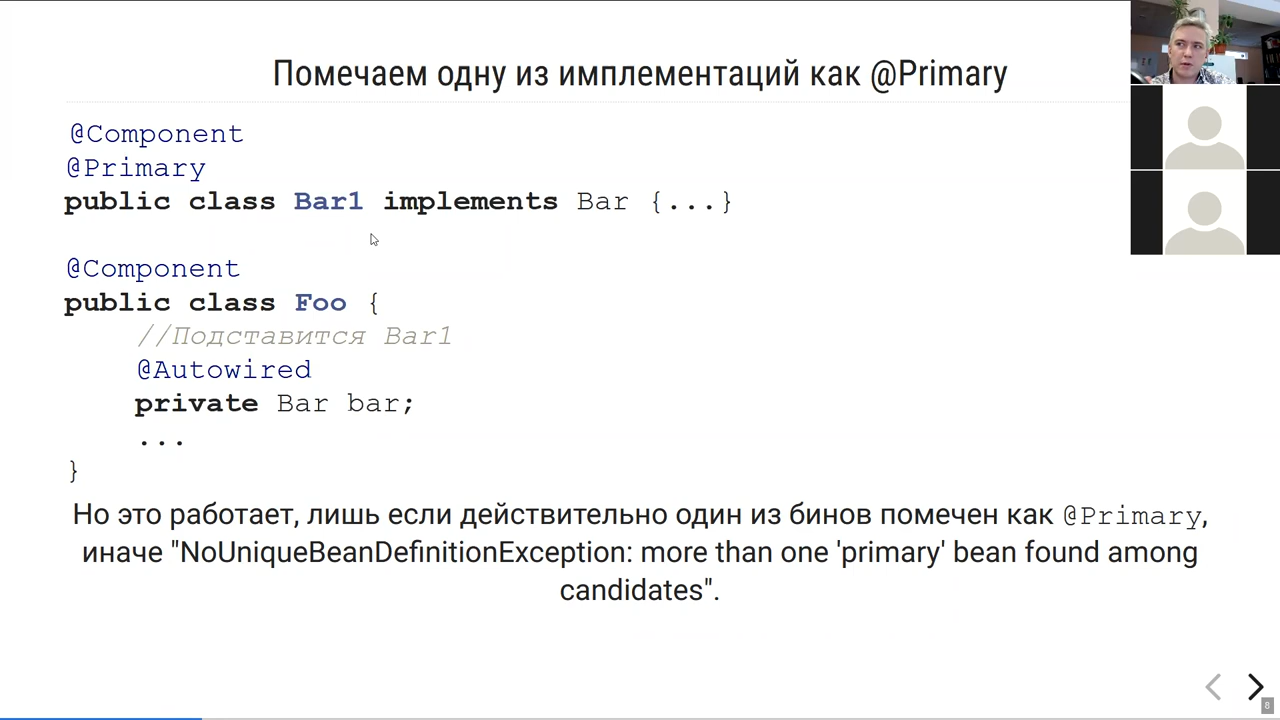 Помечаем одну из имплементаций как @Primary
@Component
@Primary
public class Bar1 implements Bar {...}
@Component
public class Foo {
//Подставится Bar1
@Autowired
private Bar bar;
...
}
Но это работает, лишь если действительно один из бинов помечен как @Primary,
иначе "NoUniqueBeanDefinitionException: more than one 'primary' bean found among
candidates".
8